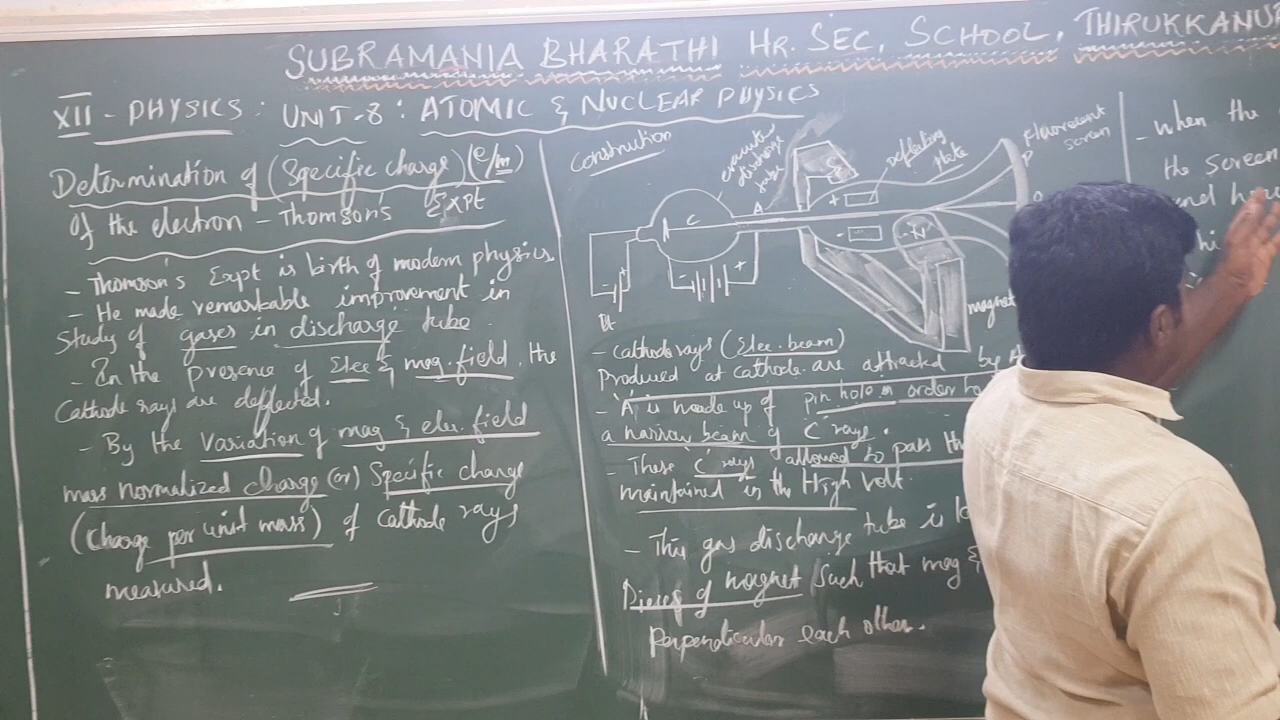 SUBRAMANIA BHARATHI HR. SEC. SCHOOL, THIRUKKANUR
XII - PHYSICS: UNIT-8: ATOMIC & NUCLEAR PHYSICS
Determination of (Specific charge) (e/m)
of the electron - Thomson's Expt
- Thomson's Expt is birth of modern physics
- He made remarkable improvement in
study of gases in discharge tube
- In the presence of Elec & mag. field, the
Cathode rays are deflected.
- By the variation of mag & elec. field
mass normalized charge (or) Specific charge
(charge per unit mass) of cathode rays
measured.
Construction
evacuated
discharge
tube
deflecting
plate
Fluorescent
screen
C
A
S
P
+
-
N
O
+
- +
magnet
- Cathode rays (Elec. beam)
produced at cathode are attracted by
- 'A' is made up of pin hole in order to
a narrow beam of 'C' rays.
- These 'C' rays allowed to pass
maintained in the High volt.
- This gas discharge tube is
Pieces of magnet such that mag &
perpendicular each other.
- when the
the screen
and